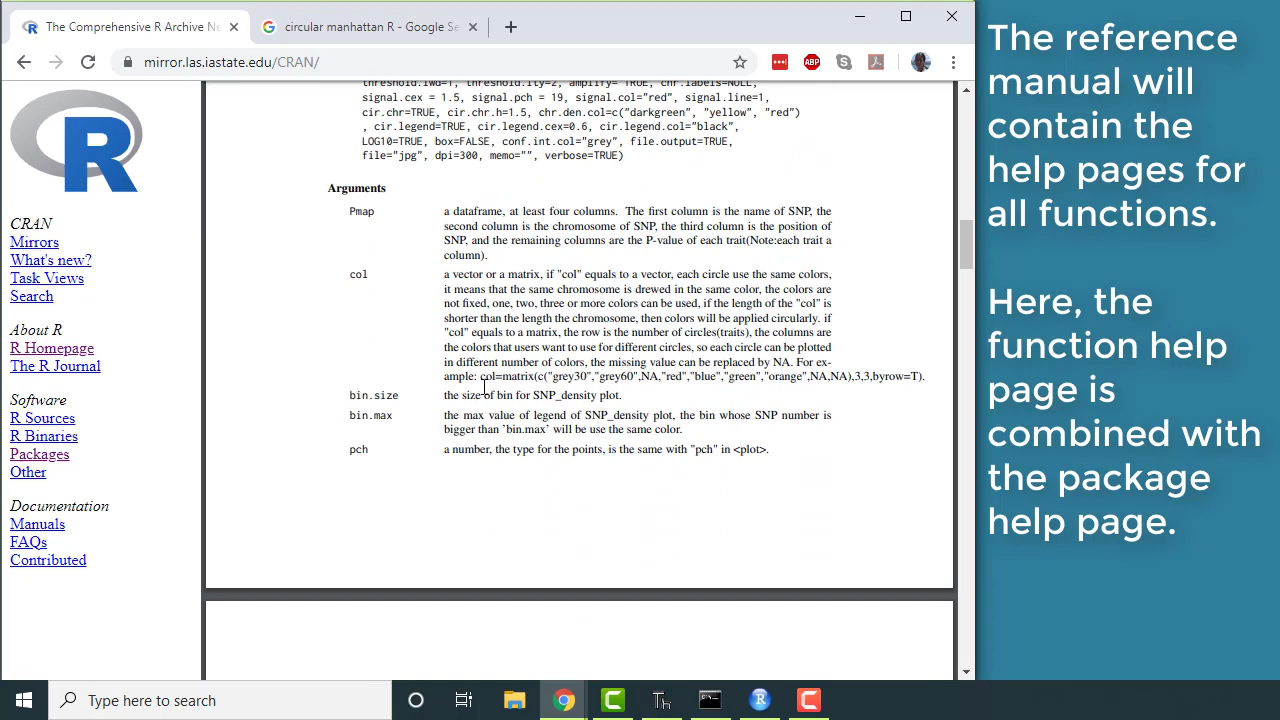 The Comprehensive R Archive Ne
circular manhattan R - Google Se
mirror.las.iastate.edu/CRAN/
ABP
R
CRAN
Mirrors
What's new?
Task Views
Search
About R
R Homepage
The R Journal
Software
R Sources
R Binaries
Packages
Other
Documentation
Manuals
FAQs
Contributed
threshold.lwd=1, threshold.lty=2, amplify= TRUE, chr.labels=NULL,
signal.cex = 1.5, signal.pch = 19, signal.col="red", signal.line=1,
cir.chr=TRUE, cir.chr.h=1.5, chr.den.col=c("darkgreen", "yellow", "red")
, cir.legend=TRUE, cir.legend.cex=0.6, cir.legend.col="black",
LOG10=TRUE, box=FALSE, conf.int.col="grey", file.output=TRUE,
file="jpg", dpi=300, memo="", verbose=TRUE)
Arguments
Pmap a dataframe, at least four columns. The first column is the name of SNP, the
second column is the chromosome of SNP, the third column is the position of
SNP, and the remaining columns are the P-value of each trait(Note:each trait a
column).
col a vector or a matrix, if "col" equals to a vector, each circle use the same colors,
it means that the same chromosome is drewed in the same color, the colors are
not fixed, one, two, three or more colors can be used, if the length of the "col" is
shorter than the length the chromosome, then colors will be applied circularly. if
"col" equals to a matrix, the row is the number of circles(traits), the columns are
the colors that users want to use for different circles, so each circle can be plotted
in different number of colors, the missing value can be replaced by NA. For ex-
ample: col=matrix(c("grey30","grey60",NA,"red","blue","green","orange",NA,NA),3,3,byrow=T).
bin.size the size of bin for SNP_density plot.
bin.max the max value of legend of SNP_density plot, the bin whose SNP number is
bigger than 'bin.max' will be use the same color.
pch a number, the type for the points, is the same with "pch" in <plot>.
The reference
manual will
contain the
help pages for
all functions.
Here, the
function help
page is
combined with
the package
help page.
Type here to search